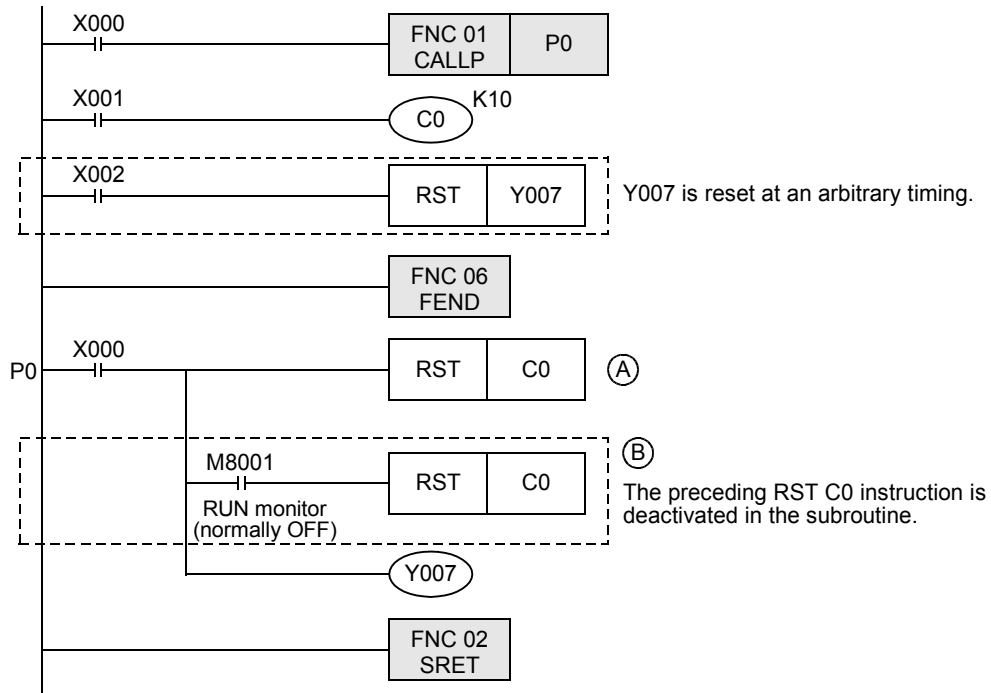 X000
FNC 01
CALLP
P0
X001
C0
K10
X002
RST
Y007
Y007 is reset at an arbitrary timing.
FNC 06
FEND
P0
X000
RST
C0
A
M8001
RUN monitor
(normally OFF)
RST
C0
B
The preceding RST C0 instruction is
deactivated in the subroutine.
Y007
FNC 02
SRET